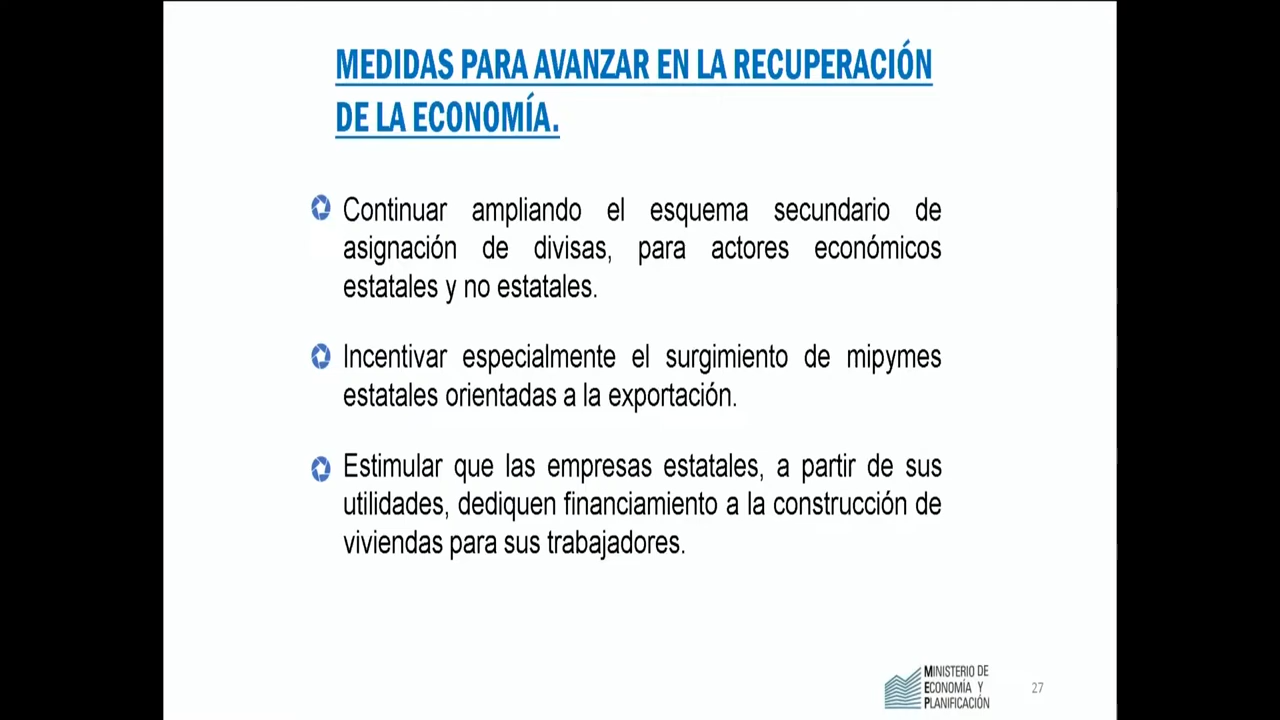 MEDIDAS PARA AVANZAR EN LA RECUPERACIÓN
DE LA ECONOMÍA.
Continuar ampliando el esquema secundario de
asignación de divisas, para actores económicos
estatales y no estatales.
Incentivar especialmente el surgimiento de mipymes
estatales orientadas a la exportación.
Estimular que las empresas estatales, a partir de sus
utilidades, dediquen financiamiento a la construcción de
viviendas para sus trabajadores.
MINISTERIO DE
ECONOMÍA Y
PLANIFICACIÓN
27